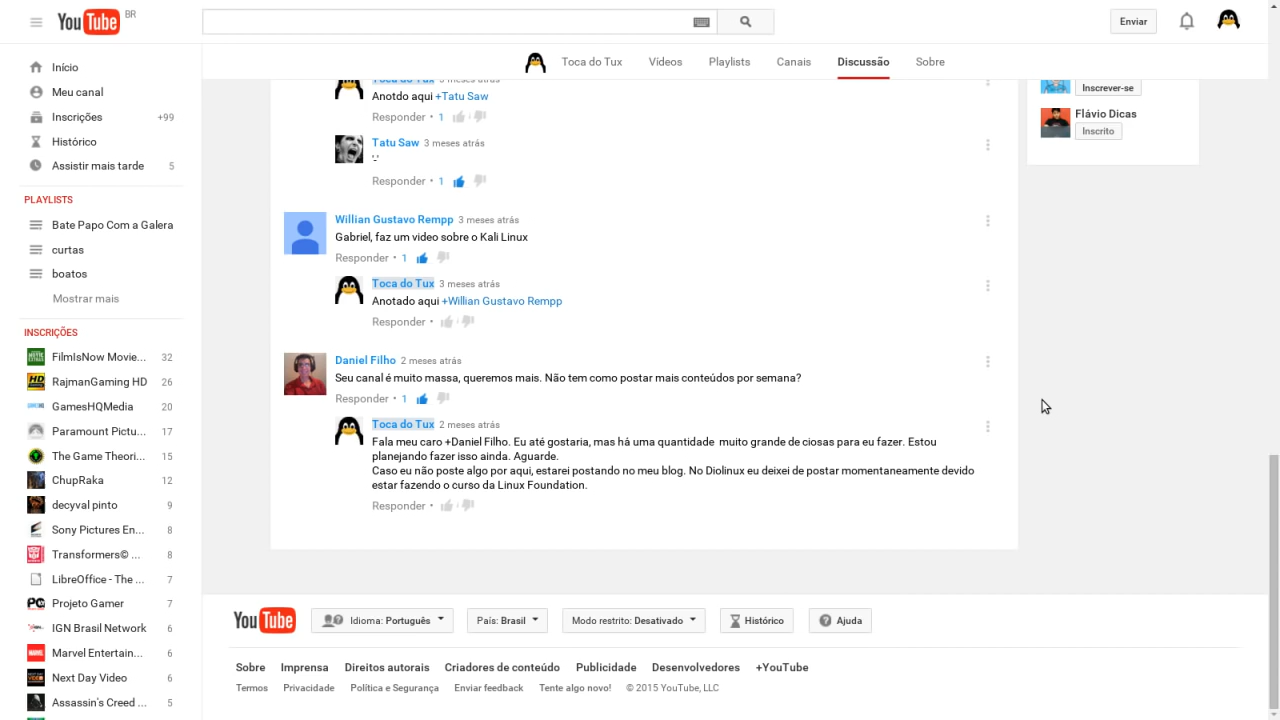 YouTube BR
Enviar
Toca do Tux Vídeos Playlists Canais Discussão Sobre
Início
Meu canal
Inscrições +99
Histórico
Assistir mais tarde 5
PLAYLISTS
Bate Papo Com a Galera
curtas
boatos
Mostrar mais
INSCRIÇÕES
FilmIsNow Movie... 32
RajmanGaming HD 26
GamesHQMedia 20
Paramount Pictu... 17
The Game Theori... 15
ChupRaka 12
decyval pinto 9
Sony Pictures En... 8
Transformers© ... 8
LibreOffice - The ... 7
Projeto Gamer 7
IGN Brasil Network 6
Marvel Entertain... 6
Next Day Video 6
Assassin's Creed ... 5
Toca do Tux 3 meses atrás
Anotdo aqui +Tatu Saw
Responder • 1
Tatu Saw 3 meses atrás
'-'
Responder • 1
Willian Gustavo Rempp 3 meses atrás
Gabriel, faz um video sobre o Kali Linux
Responder • 1
Toca do Tux 3 meses atrás
Anotado aqui +Willian Gustavo Rempp
Responder •
Daniel Filho 2 meses atrás
Seu canal é muito massa, queremos mais. Não tem como postar mais conteúdos por semana?
Responder • 1
Toca do Tux 2 meses atrás
Fala meu caro +Daniel Filho. Eu até gostaria, mas há uma quantidade muito grande de ciosas para eu fazer. Estou
planejando fazer isso ainda. Aguarde.
Caso eu não poste algo por aqui, estarei postando no meu blog. No Diolinux eu deixei de postar momentaneamente devido
estar fazendo o curso da Linux Foundation.
Responder •
Inscrever-se
Flávio Dicas
Inscrito
YouTube Idioma: Português País: Brasil Modo restrito: Desativado Histórico Ajuda
Sobre Imprensa Direitos autorais Criadores de conteúdo Publicidade Desenvolvedores +YouTube
Termos Privacidade Política e Segurança Enviar feedback Tente algo novo! © 2015 YouTube, LLC